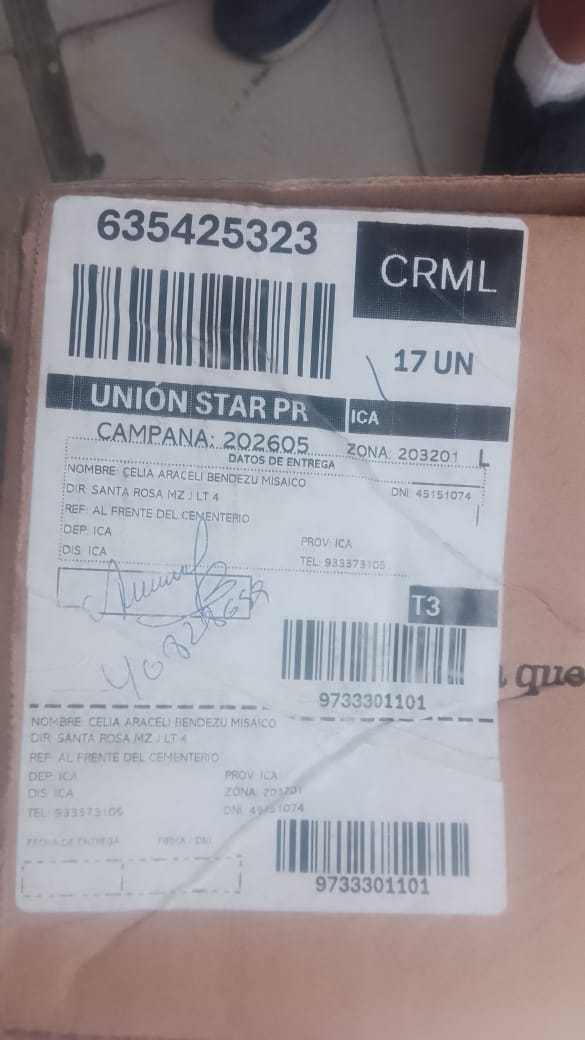 635425323
CRML
17 UN
UNIÓN STAR PR
ICA
CAMPAÑA: 202605
ZONA: 203201 L
DATOS DE ENTREGA
NOMBRE: CELIA ARACELI BENDEZU MISAICO
DNI: 45151074
DIR: SANTA ROSA MZ J LT 4
REF: AL FRENTE DEL CEMENTERIO
DEP: ICA
PROV: ICA
DIS: ICA
TEL: 933373105
T3
9733301101
que
NOMBRE: CELIA ARACELI BENDEZU MISAICO
DIR: SANTA ROSA MZ J LT 4
REF: AL FRENTE DEL CEMENTERIO
DEP: ICA
PROV: ICA
DIS: ICA
ZONA: 203201
TEL: 933373105
DNI: 45151074
FECHA DE ENTREGA
FIRMA / DNI
9733301101